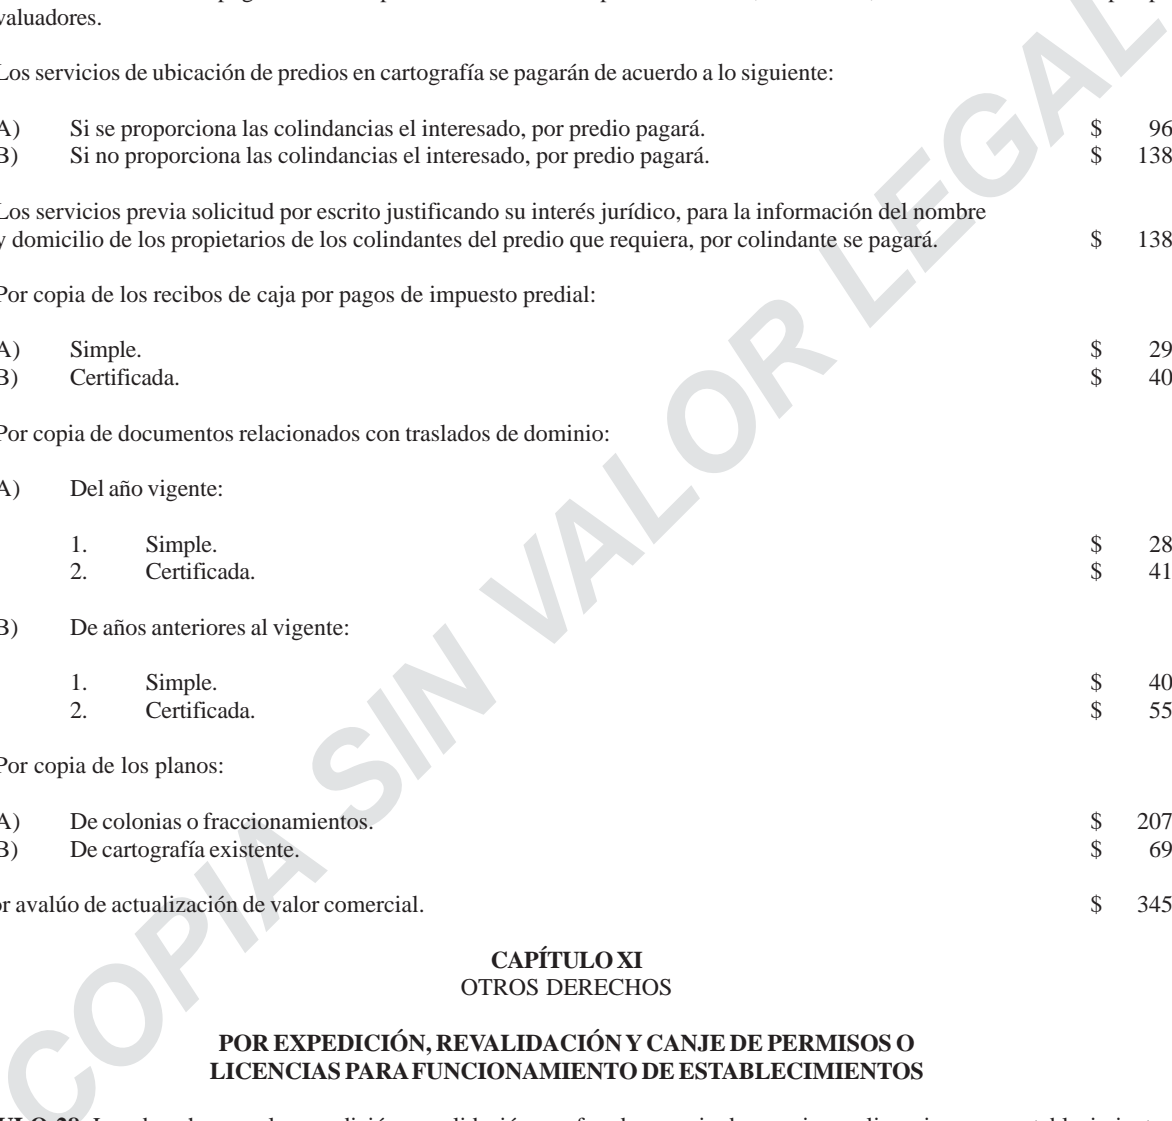 valuadores.
Los servicios de ubicación de predios en cartografía se pagarán de acuerdo a lo siguiente:
A) Si se proporciona las colindancias el interesado, por predio pagará. $ 96
B) Si no proporciona las colindancias el interesado, por predio pagará. $ 138
Los servicios previa solicitud por escrito justificando su interés jurídico, para la información del nombre
y domicilio de los propietarios de los colindantes del predio que requiera, por colindante se pagará. $ 138
Por copia de los recibos de caja por pagos de impuesto predial:
A) Simple. $ 29
B) Certificada. $ 40
Por copia de documentos relacionados con traslados de dominio:
A) Del año vigente:
1. Simple. $ 28
2. Certificada. $ 41
B) De años anteriores al vigente:
1. Simple. $ 40
2. Certificada. $ 55
Por copia de los planos:
A) De colonias o fraccionamientos. $ 207
B) De cartografía existente. $ 69
or avalúo de actualización de valor comercial. $ 345
CAPÍTULO XI
OTROS DERECHOS
POR EXPEDICIÓN, REVALIDACIÓN Y CANJE DE PERMISOS O
LICENCIAS PARA FUNCIONAMIENTO DE ESTABLECIMIENTOS
COPIA SIN VALOR LEGAL